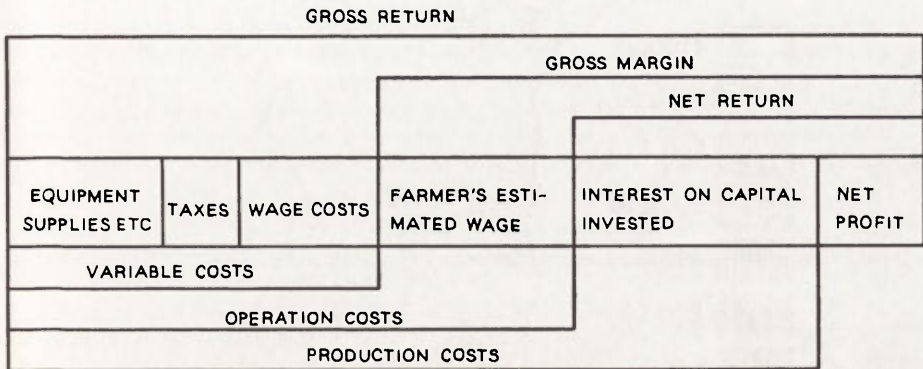 GROSS RETURN
GROSS MARGIN
NET RETURN
EQUIPMENT
SUPPLIES ETC
TAXES
WAGE COSTS
FARMER'S ESTI-
MATED WAGE
INTEREST ON CAPITAL
INVESTED
NET
PROFIT
VARIABLE COSTS
OPERATION COSTS
PRODUCTION COSTS